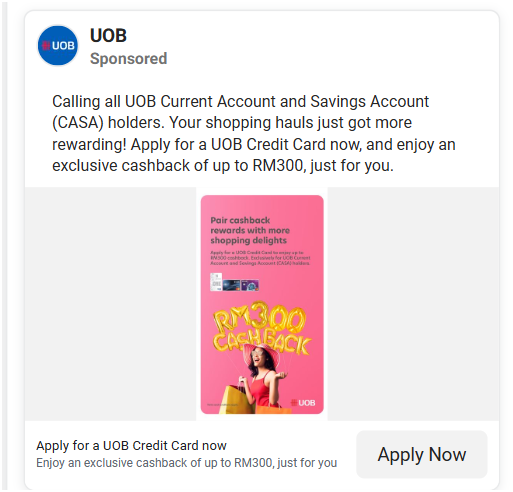 UOB
UOB
Sponsored
Calling all UOB Current Account and Savings Account
(CASA) holders. Your shopping hauls just got more
rewarding! Apply for a UOB Credit Card now, and enjoy an
exclusive cashback of up to RM300, just for you.
Pair cashback
rewards with more
shopping delights
Apply for a UOB Credit Card to enjoy up to
RM300 cashback. Exclusively for UOB Current
Account and Savings Account (CASA) holders.
RM300
CASHBACK
UOB
Apply for a UOB Credit Card now
Enjoy an exclusive cashback of up to RM300, just for you
Apply Now